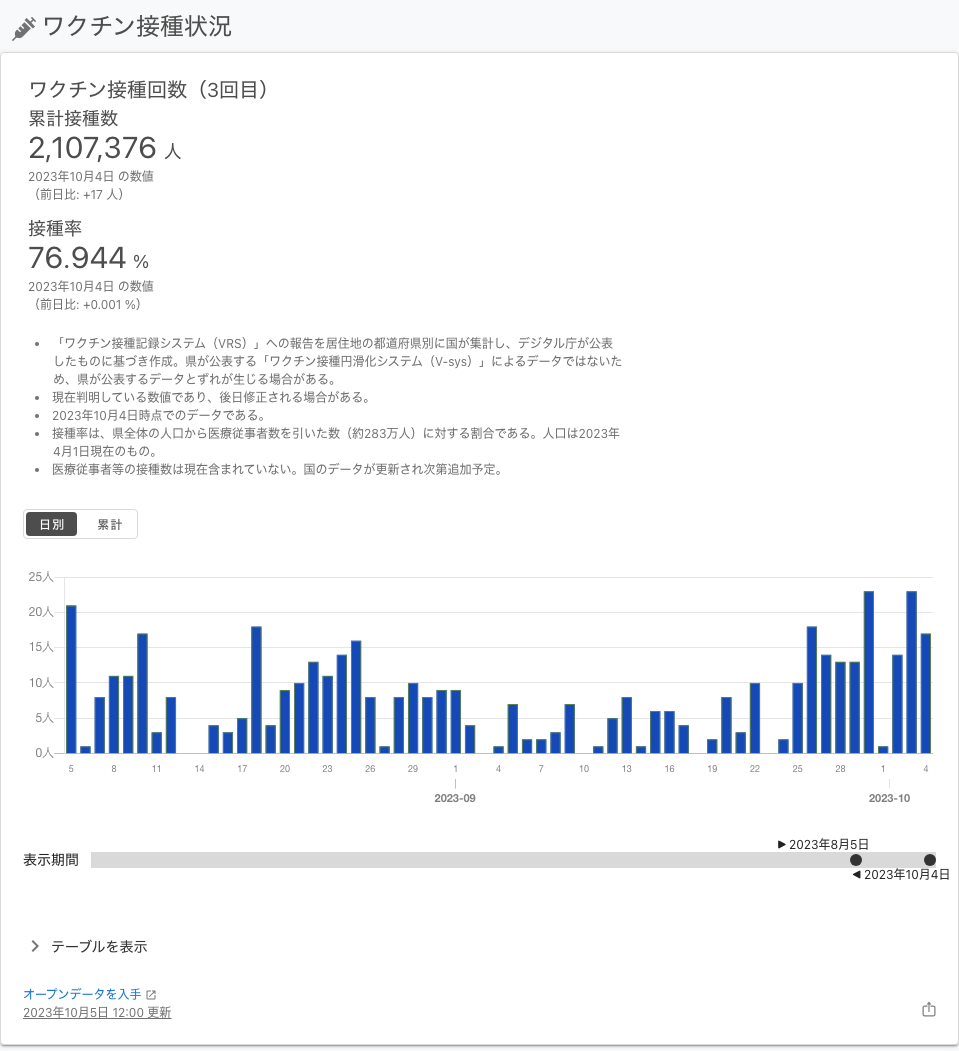 ワクチン接種状況
ワクチン接種回数（3回目）
累計接種数
2,107,376 人
2023年10月4日 の数値
（前日比: +17 人）
接種率
76.944 %
2023年10月4日 の数値
（前日比: +0.001 %）
• 「ワクチン接種記録システム（VRS）」への報告を居住地の都道府県別に国が集計し、デジタル庁が公表
したものに基づき作成。県が公表する「ワクチン接種円滑化システム（V-sys）」によるデータではないた
め、県が公表するデータとずれが生じる場合がある。
• 現在判明している数値であり、後日修正される場合がある。
• 2023年10月4日時点でのデータである。
• 接種率は、県全体の人口から医療従事者数を引いた数（約283万人）に対する割合である。人口は2023年
4月1日現在のもの。
• 医療従事者等の接種数は現在含まれていない。国のデータが更新され次第追加予定。
日別 累計
25人
20人
15人
10人
5人
0人
5 8 11 14 17 20 23 26 29 1 4 7 10 13 16 19 22 25 28 1 4
2023-09 2023-10
▶ 2023年8月5日
表示期間
◀ 2023年10月4日
テーブルを表示
オープンデータを入手
2023年10月5日 12:00 更新